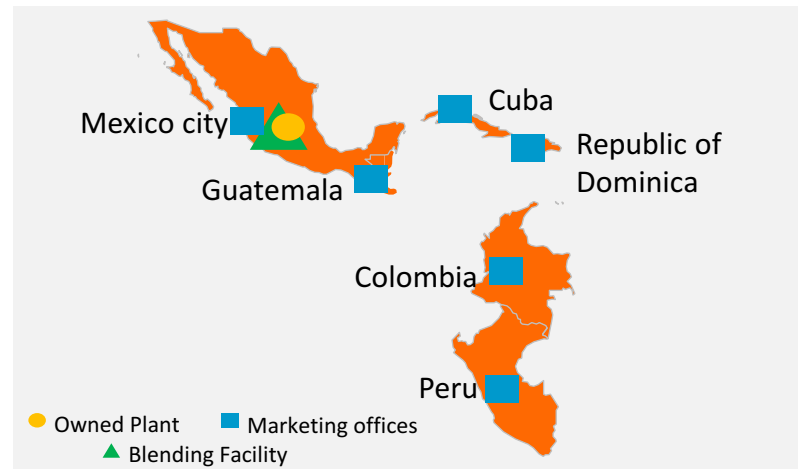 Cuba
Mexico city
Republic of
Dominica
Guatemala
Colombia
Peru
Owned Plant
Marketing offices
Blending Facility